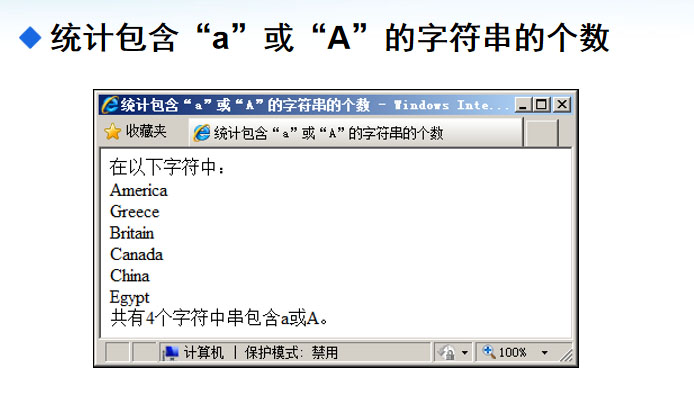 统计包含“a”或“A”的字符串的个数
统计包含“a”或“A”的字符串的个数 - Windows Inte...
收藏夹
统计包含“a”或“A”的字符串的个数
在以下字符中：
America
Greece
Britain
Canada
China
Egypt
共有4个字符中串包含a或A。
计算机 | 保护模式: 禁用
100%